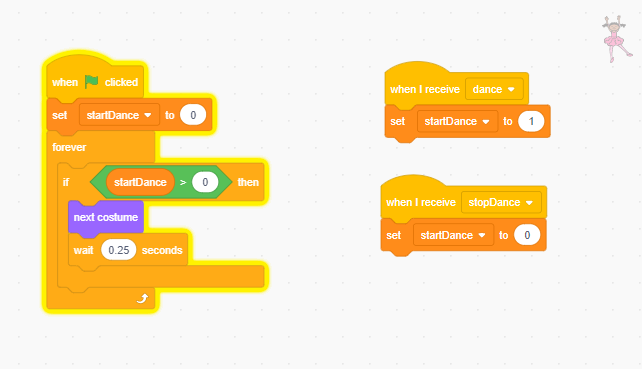 when clicked
set startDance to 0
forever
if startDance > 0 then
next costume
wait 0.25 seconds
when I receive dance
set startDance to 1
when I receive stopDance
set startDance to 0